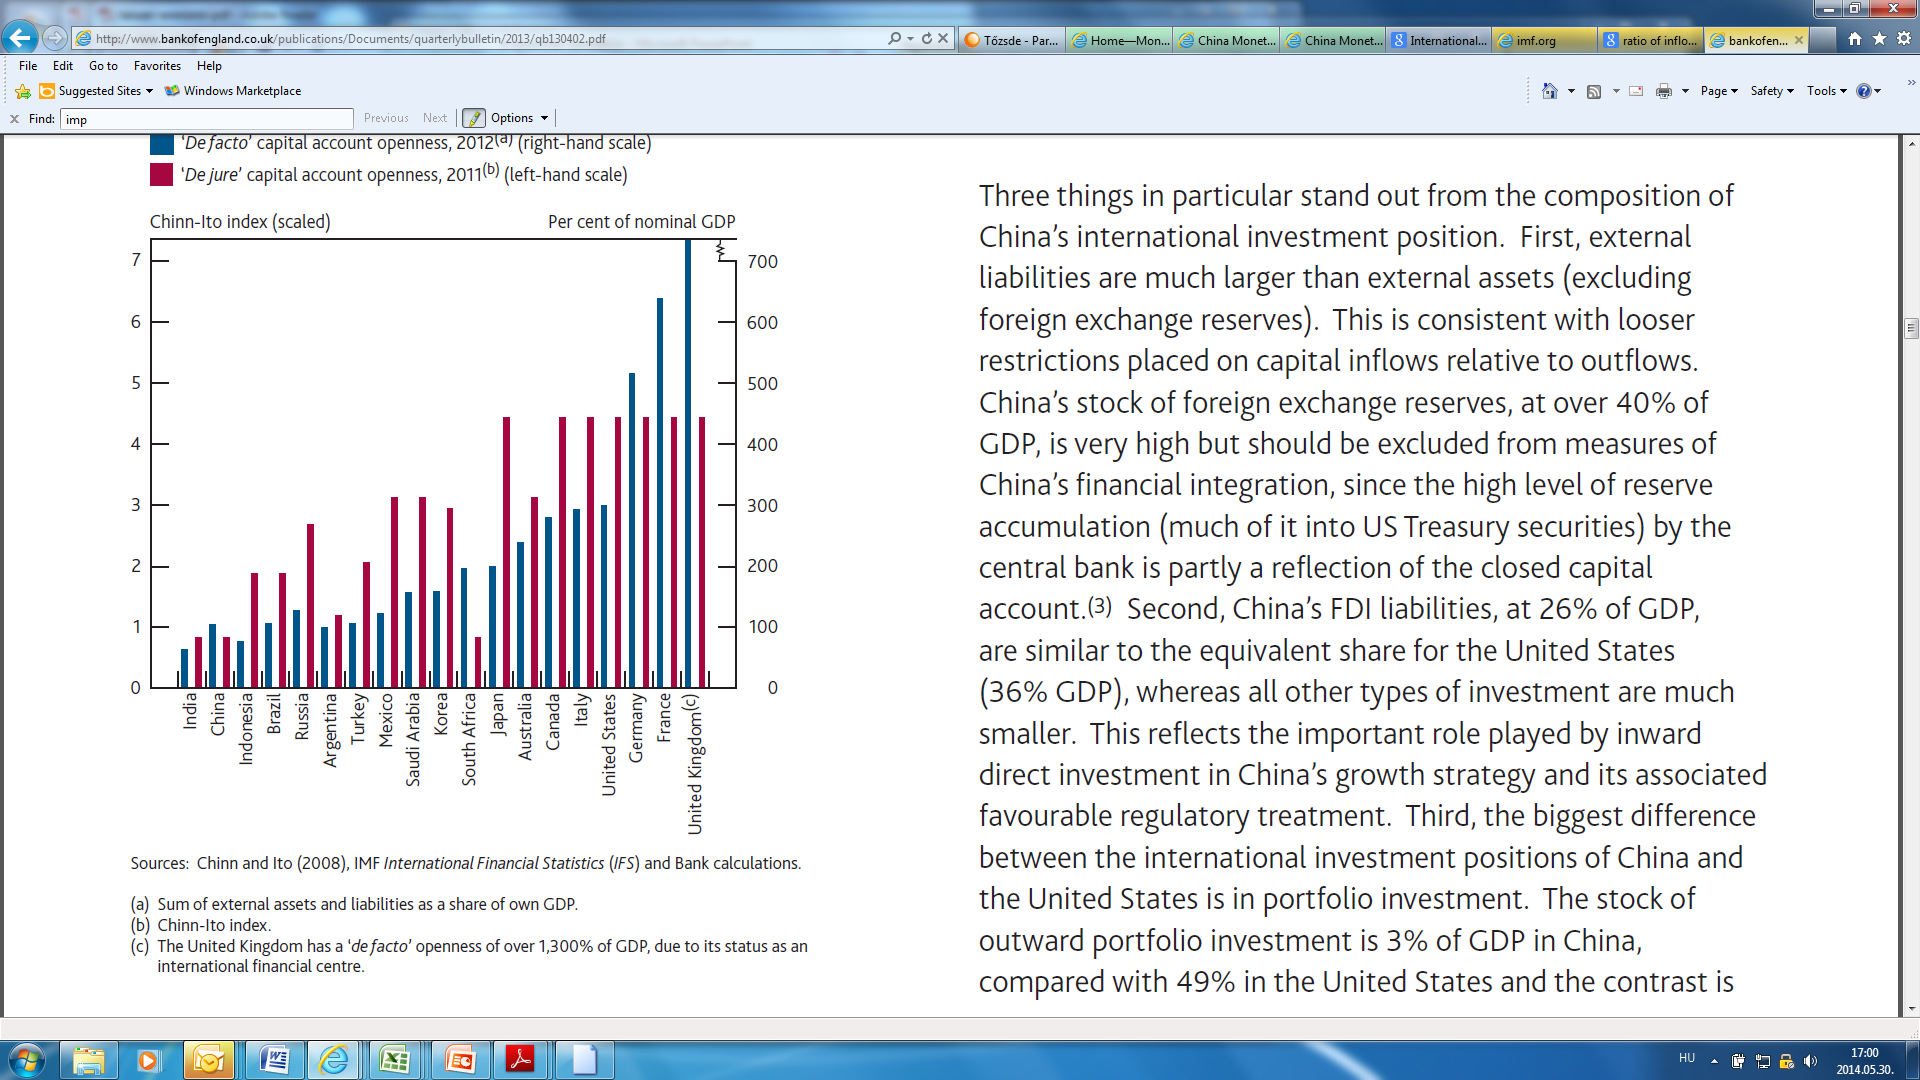 http://www.bankofengland.co.uk/publications/Documents/quarterlybulletin/2013/qb130402.pdf
Tőzsde - Par...
Home—Mon...
China Monet...
China Monet...
International...
imf.org
ratio of inflo...
bankofen...
File Edit Go to Favorites Help
Suggested Sites Windows Marketplace
Page Safety Tools
Find: imp Previous Next Options
'De facto' capital account openness, 2012(a) (right-hand scale)
'De jure' capital account openness, 2011(b) (left-hand scale)
Chinn-Ito index (scaled) Per cent of nominal GDP
7 700
6 600
5 500
4 400
3 300
2 200
1 100
0 0
India
China
Indonesia
Brazil
Russia
Argentina
Turkey
Mexico
Saudi Arabia
Korea
South Africa
Japan
Australia
Canada
Italy
United States
Germany
France
United Kingdom(c)
Sources: Chinn and Ito (2008), IMF International Financial Statistics (IFS) and Bank calculations.
(a) Sum of external assets and liabilities as a share of own GDP.
(b) Chinn-Ito index.
(c) The United Kingdom has a 'de facto' openness of over 1,300% of GDP, due to its status as an
international financial centre.
Three things in particular stand out from the composition of
China's international investment position. First, external
liabilities are much larger than external assets (excluding
foreign exchange reserves). This is consistent with looser
restrictions placed on capital inflows relative to outflows.
China's stock of foreign exchange reserves, at over 40% of
GDP, is very high but should be excluded from measures of
China's financial integration, since the high level of reserve
accumulation (much of it into US Treasury securities) by the
central bank is partly a reflection of the closed capital
account.(3) Second, China's FDI liabilities, at 26% of GDP,
are similar to the equivalent share for the United States
(36% GDP), whereas all other types of investment are much
smaller. This reflects the important role played by inward
direct investment in China's growth strategy and its associated
favourable regulatory treatment. Third, the biggest difference
between the international investment positions of China and
the United States is in portfolio investment. The stock of
outward portfolio investment is 3% of GDP in China,
compared with 49% in the United States and the contrast is
HU
17:00
2014.05.30.